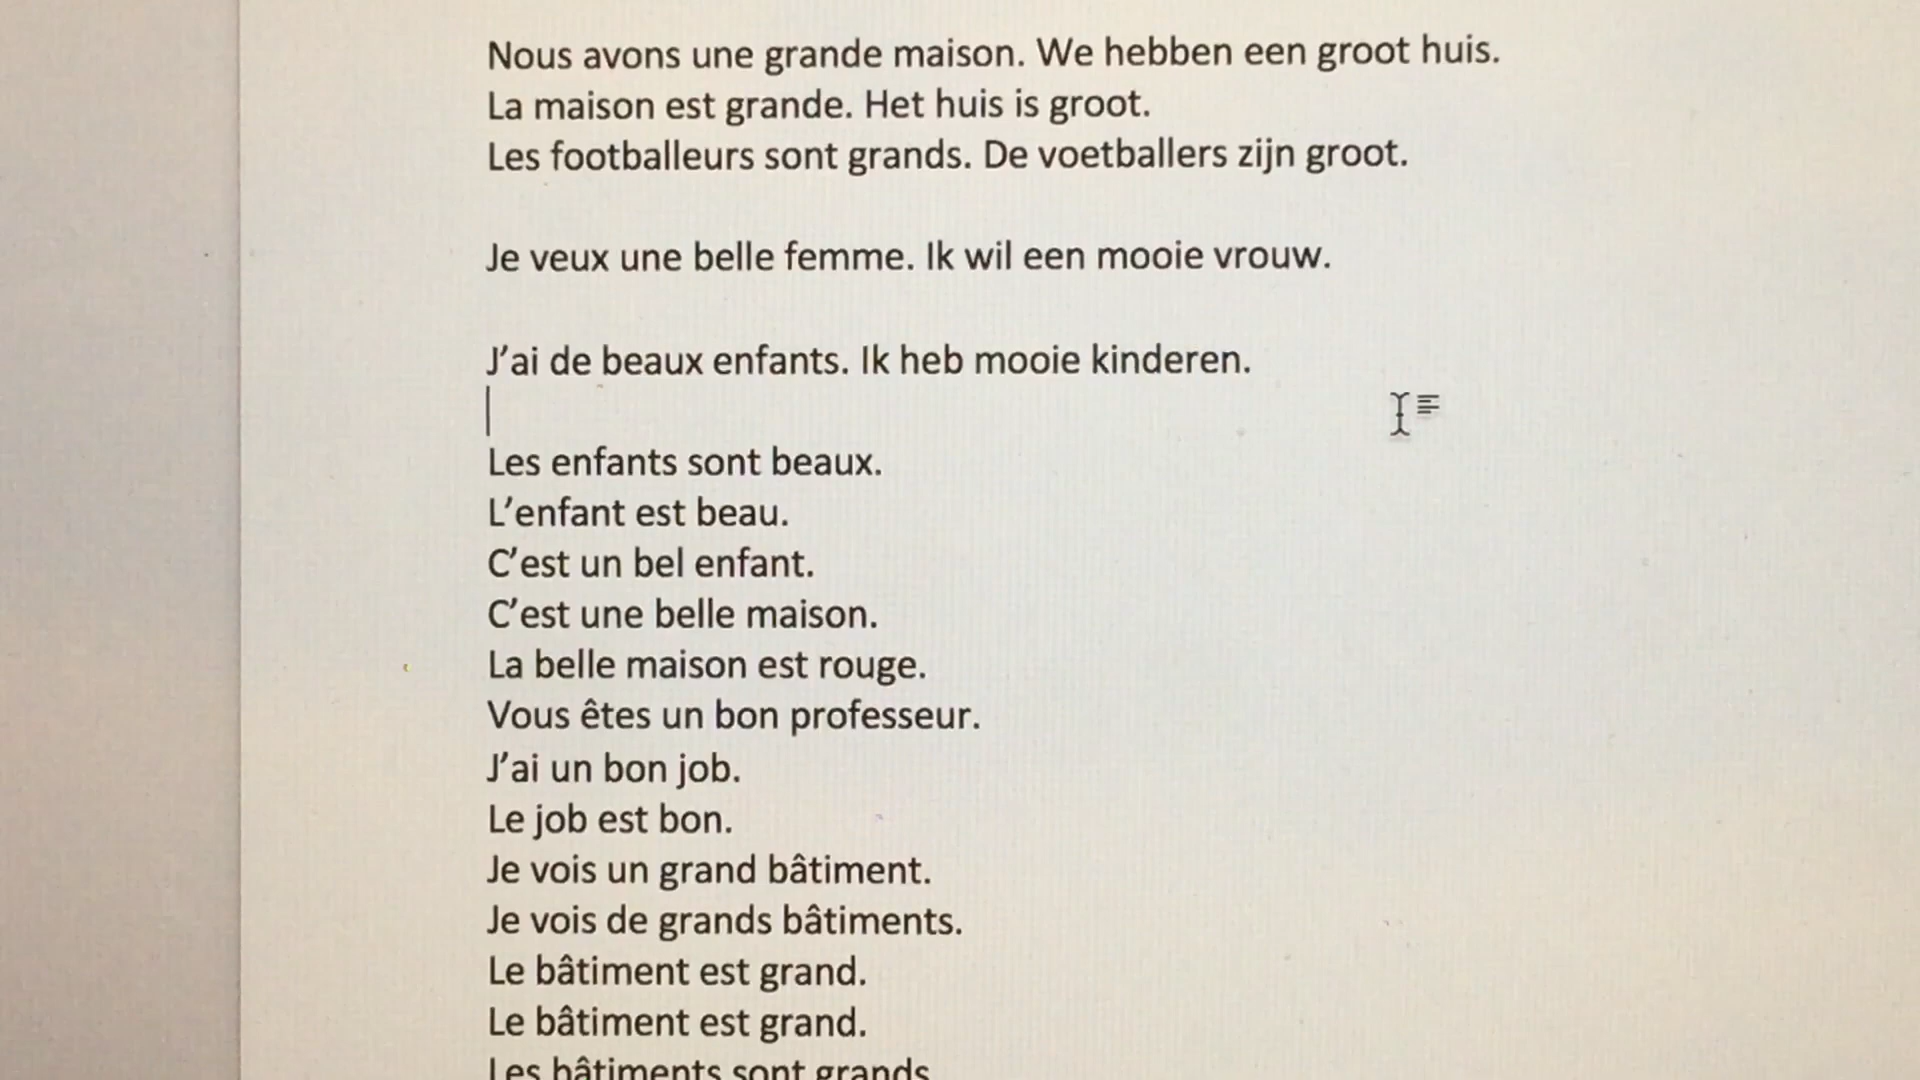 Nous avons une grande maison. We hebben een groot huis.
La maison est grande. Het huis is groot.
Les footballeurs sont grands. De voetballers zijn groot.
Je veux une belle femme. Ik wil een mooie vrouw.
J’ai de beaux enfants. Ik heb mooie kinderen.
Les enfants sont beaux.
L’enfant est beau.
C’est un bel enfant.
C’est une belle maison.
La belle maison est rouge.
Vous êtes un bon professeur.
J’ai un bon job.
Le job est bon.
Je vois un grand bâtiment.
Je vois de grands bâtiments.
Le bâtiment est grand.
Le bâtiment est grand.
Les bâtiments sont grands